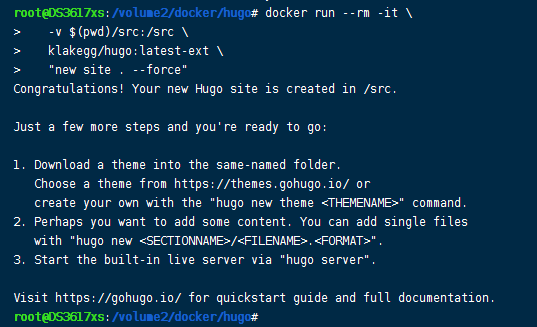 root@DS3617xs:/volume2/docker/hugo# docker run --rm -it \
>    -v $(pwd)/src:/src \
>    klakegg/hugo:latest-ext \
>    "new site . --force"
Congratulations! Your new Hugo site is created in /src.

Just a few more steps and you're ready to go:

1. Download a theme into the same-named folder.
   Choose a theme from https://themes.gohugo.io/ or
   create your own with the "hugo new theme <THEMENAME>" command.
2. Perhaps you want to add some content. You can add single files
   with "hugo new <SECTIONNAME>/<FILENAME>.<FORMAT>".
3. Start the built-in live server via "hugo server".

Visit https://gohugo.io/ for quickstart guide and full documentation.
root@DS3617xs:/volume2/docker/hugo#